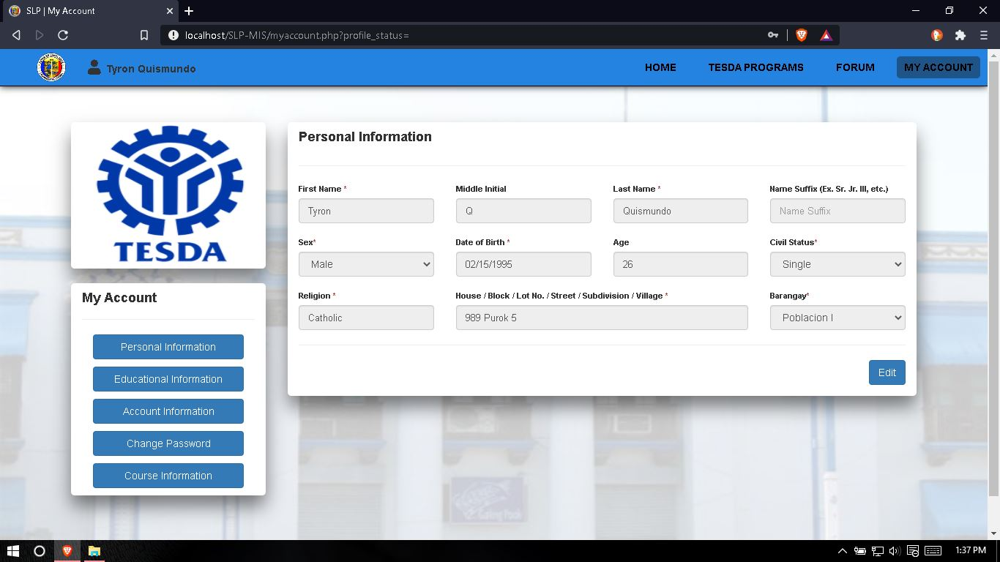 SLP | My Account
localhost/SLP-MIS/myaccount.php?profile_status=
Tyron Quismundo
HOME TESDA PROGRAMS FORUM MY ACCOUNT
TESDA
My Account
Personal Information
Educational Information
Account Information
Change Password
Course Information
Personal Information
First Name * Middle Initial Last Name * Name Suffix (Ex. Sr. Jr. III, etc.)
Tyron Q Quismundo Name Suffix
Sex* Date of Birth * Age Civil Status*
Male 02/15/1995 26 Single
Religion * House / Block / Lot No. / Street / Subdivision / Village * Barangay*
Catholic 989 Purok 5 Poblacion I
Edit
1:37 PM